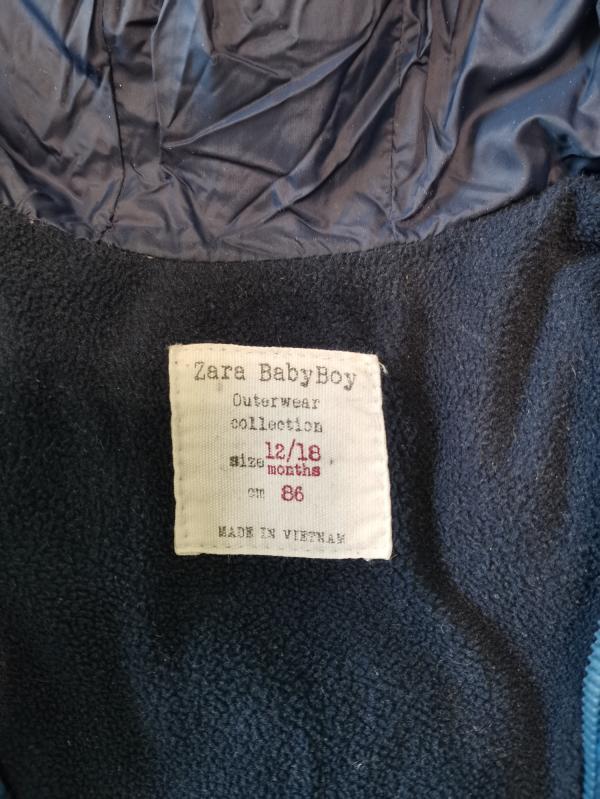 Zara BabyBoy
Outerwear
collection
size 12/18
months
cm 86
MADE IN VIETNAM